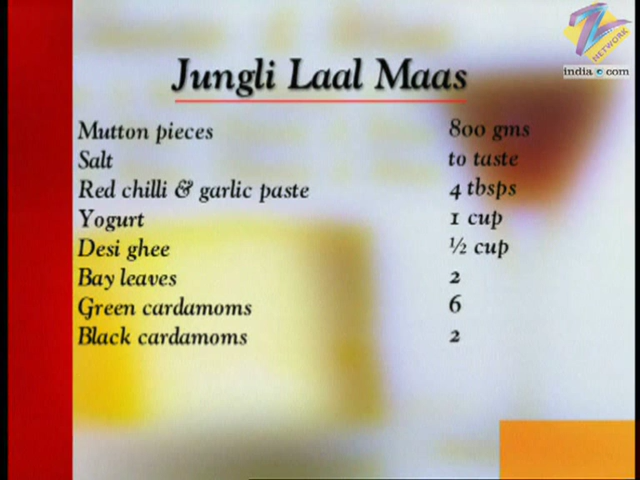 Z
NETWORK
india.com
Jungli Laal Maas
Mutton pieces 800 gms
Salt to taste
Red chilli & garlic paste 4 tbsps
Yogurt 1 cup
Desi ghee ½ cup
Bay leaves 2
Green cardamoms 6
Black cardamoms 2